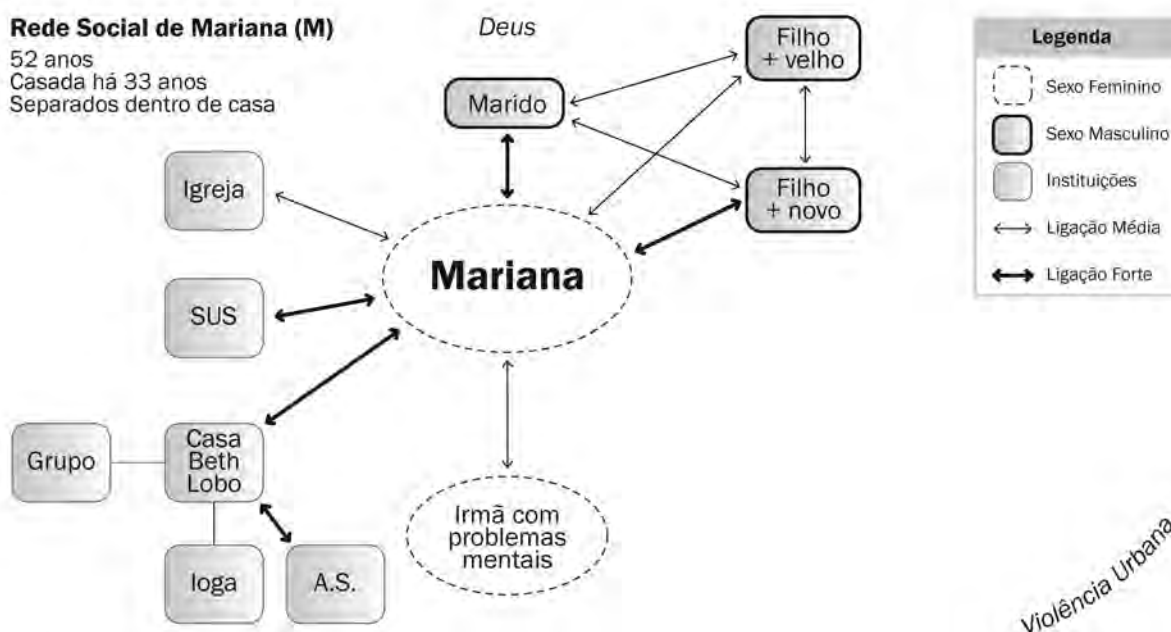 Rede Social de Mariana (M)
52 anos
Casada há 33 anos
Separados dentro de casa
Deus
Marido
Filho
+ velho
Filho
+ novo
Igreja
Mariana
SUS
Casa
Beth
Lobo
Grupo
Ioga
A.S.
Irmã com
problemas
mentais
Legenda
Sexo Feminino
Sexo Masculino
Instituições
Ligação Média
Ligação Forte
Violência Urbana